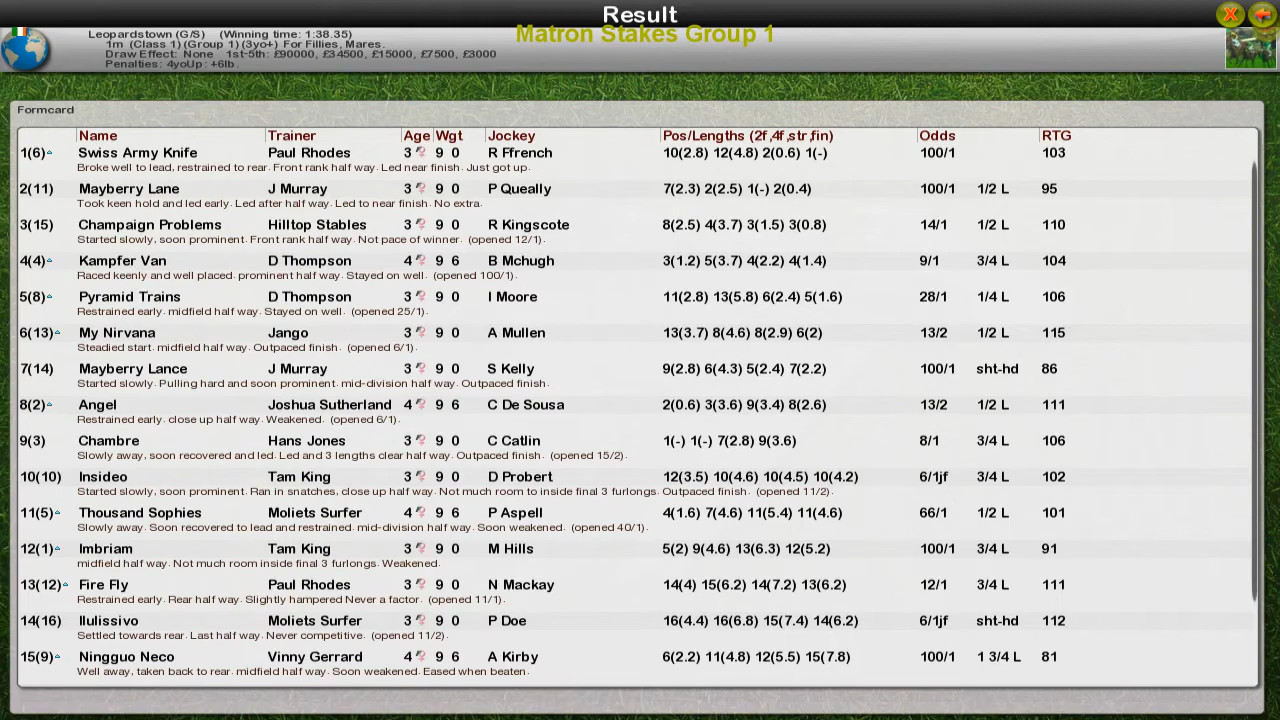 Result
Matron Stakes Group 1
Leopardstown (G/S) (Winning time: 1:38.35)
1m (Class 1) (Group 1) (3yo+) For Fillies, Mares.
Draw Effect: None 1st-5th: £90000, £34500, £15000, £7500, £3000
Penalties: 4yoUp: +6lb.
Formcard
Name Trainer Age Wgt Jockey Pos/Lengths (2f,4f,str,fin) Odds RTG
1(6) Swiss Army Knife Paul Rhodes 3 9 0 R Ffrench 10(2.8) 12(4.8) 2(0.6) 1(-) 100/1 103
Broke well to lead, restrained to rear. Front rank half way. Led near finish. Just got up.
2(11) Mayberry Lane J Murray 3 9 0 P Queally 7(2.3) 2(2.5) 1(-) 2(0.4) 100/1 1/2 L 95
Took keen hold and led early. Led after half way. Led to near finish. No extra.
3(15) Champaign Problems Hilltop Stables 3 9 0 R Kingscote 8(2.5) 4(3.7) 3(1.5) 3(0.8) 14/1 1/2 L 110
Started slowly, soon prominent. Front rank half way. Not pace of winner. (opened 12/1).
4(4) Kampfer Van D Thompson 4 9 6 B Mchugh 3(1.2) 5(3.7) 4(2.2) 4(1.4) 9/1 3/4 L 104
Raced keenly and well placed. prominent half way. Stayed on well. (opened 100/1).
5(8) Pyramid Trains D Thompson 3 9 0 I Moore 11(2.8) 13(5.8) 6(2.4) 5(1.6) 28/1 1/4 L 106
Restrained early. midfield half way. Stayed on well. (opened 25/1).
6(13) My Nirvana Jango 3 9 0 A Mullen 13(3.7) 8(4.6) 8(2.9) 6(2) 13/2 1/2 L 115
Steadied start. midfield half way. Outpaced finish. (opened 6/1).
7(14) Mayberry Lance J Murray 3 9 0 S Kelly 9(2.8) 6(4.3) 5(2.4) 7(2.2) 100/1 sht-hd 86
Started slowly. Pulling hard and soon prominent. mid-division half way. Outpaced finish.
8(2) Angel Joshua Sutherland 4 9 6 C De Sousa 2(0.6) 3(3.6) 9(3.4) 8(2.6) 13/2 1/2 L 111
Restrained early. close up half way. Weakened. (opened 6/1).
9(3) Chambre Hans Jones 3 9 0 C Catlin 1(-) 1(-) 7(2.8) 9(3.6) 8/1 3/4 L 106
Slowly away, soon recovered and led. Led and 3 lengths clear half way. Outpaced finish. (opened 15/2).
10(10) Insideo Tam King 3 9 0 D Probert 12(3.5) 10(4.6) 10(4.5) 10(4.2) 6/1jf 3/4 L 102
Started slowly, soon prominent. Ran in snatches, close up half way. Not much room to inside final 3 furlongs. Outpaced finish. (opened 11/2).
11(5) Thousand Sophies Moliets Surfer 4 9 6 P Aspell 4(1.6) 7(4.6) 11(5.4) 11(4.6) 66/1 1/2 L 101
Slowly away. Soon recovered to lead and restrained. mid-division half way. Soon weakened. (opened 40/1).
12(1) Imbriam Tam King 3 9 0 M Hills 5(2) 9(4.6) 13(6.3) 12(5.2) 100/1 3/4 L 91
midfield half way. Not much room inside final 3 furlongs. Weakened.
13(12) Fire Fly Paul Rhodes 3 9 0 N Mackay 14(4) 15(6.2) 14(7.2) 13(6.2) 12/1 3/4 L 111
Restrained early. Rear half way. Slightly hampered Never a factor. (opened 11/1).
14(16) Ilulissivo Moliets Surfer 3 9 0 P Doe 16(4.4) 16(6.8) 15(7.4) 14(6.2) 6/1jf sht-hd 112
Settled towards rear. Last half way. Never competitive. (opened 11/2).
15(9) Ningguo Neco Vinny Gerrard 4 9 6 A Kirby 6(2.2) 11(4.8) 12(5.5) 15(7.8) 100/1 1 3/4 L 81
Well away, taken back to rear. midfield half way. Soon weakened. Eased when beaten.